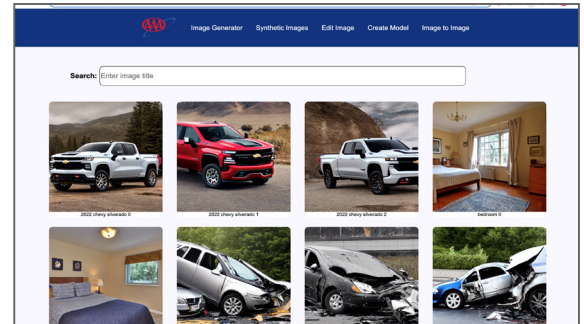 AAA
Image Generator Synthetic Images Edit Image Create Model Image to Image
Search: Enter image title
2022 chevy silverado 0
2022 chevy silverado 1
2022 chevy silverado 2
bedroom 0